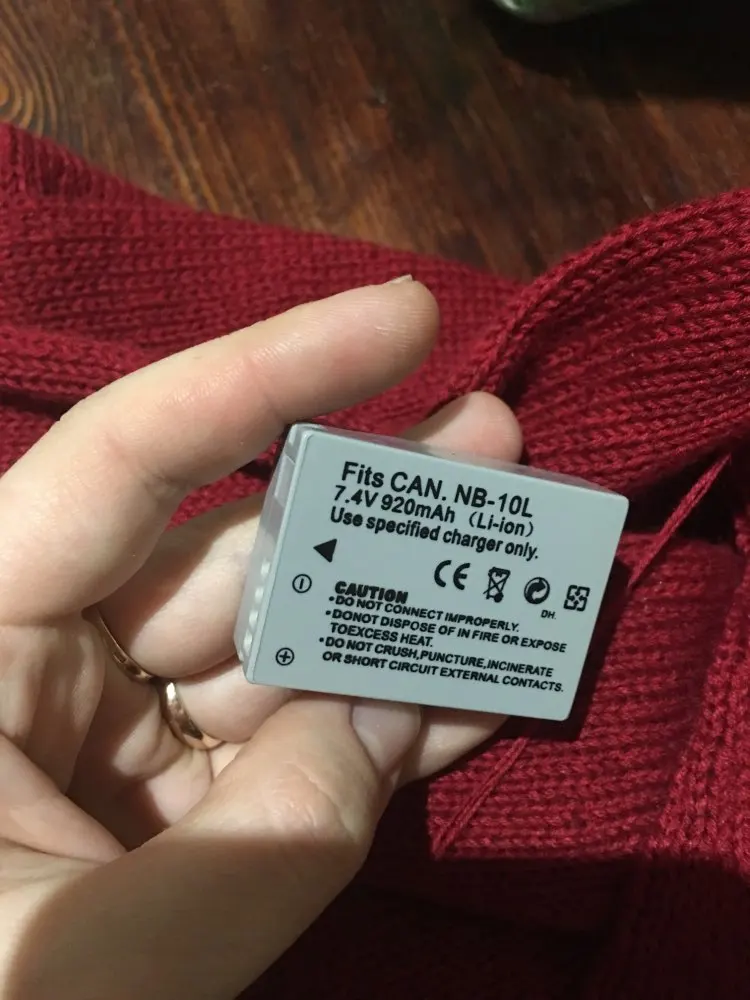 Fits CAN. NB-10L
7.4V 920mAh (Li-ion)
Use specified charger only.
CE
DH.
CAUTION
•DO NOT CONNECT IMPROPERLY.
•DONOT DISPOSE OF IN FIRE OR EXPOSE
TOEXCESS HEAT.
•DO NOT CRUSH,PUNCTURE,INCINERATE
OR SHORT CIRCUIT EXTERNAL CONTACTS.